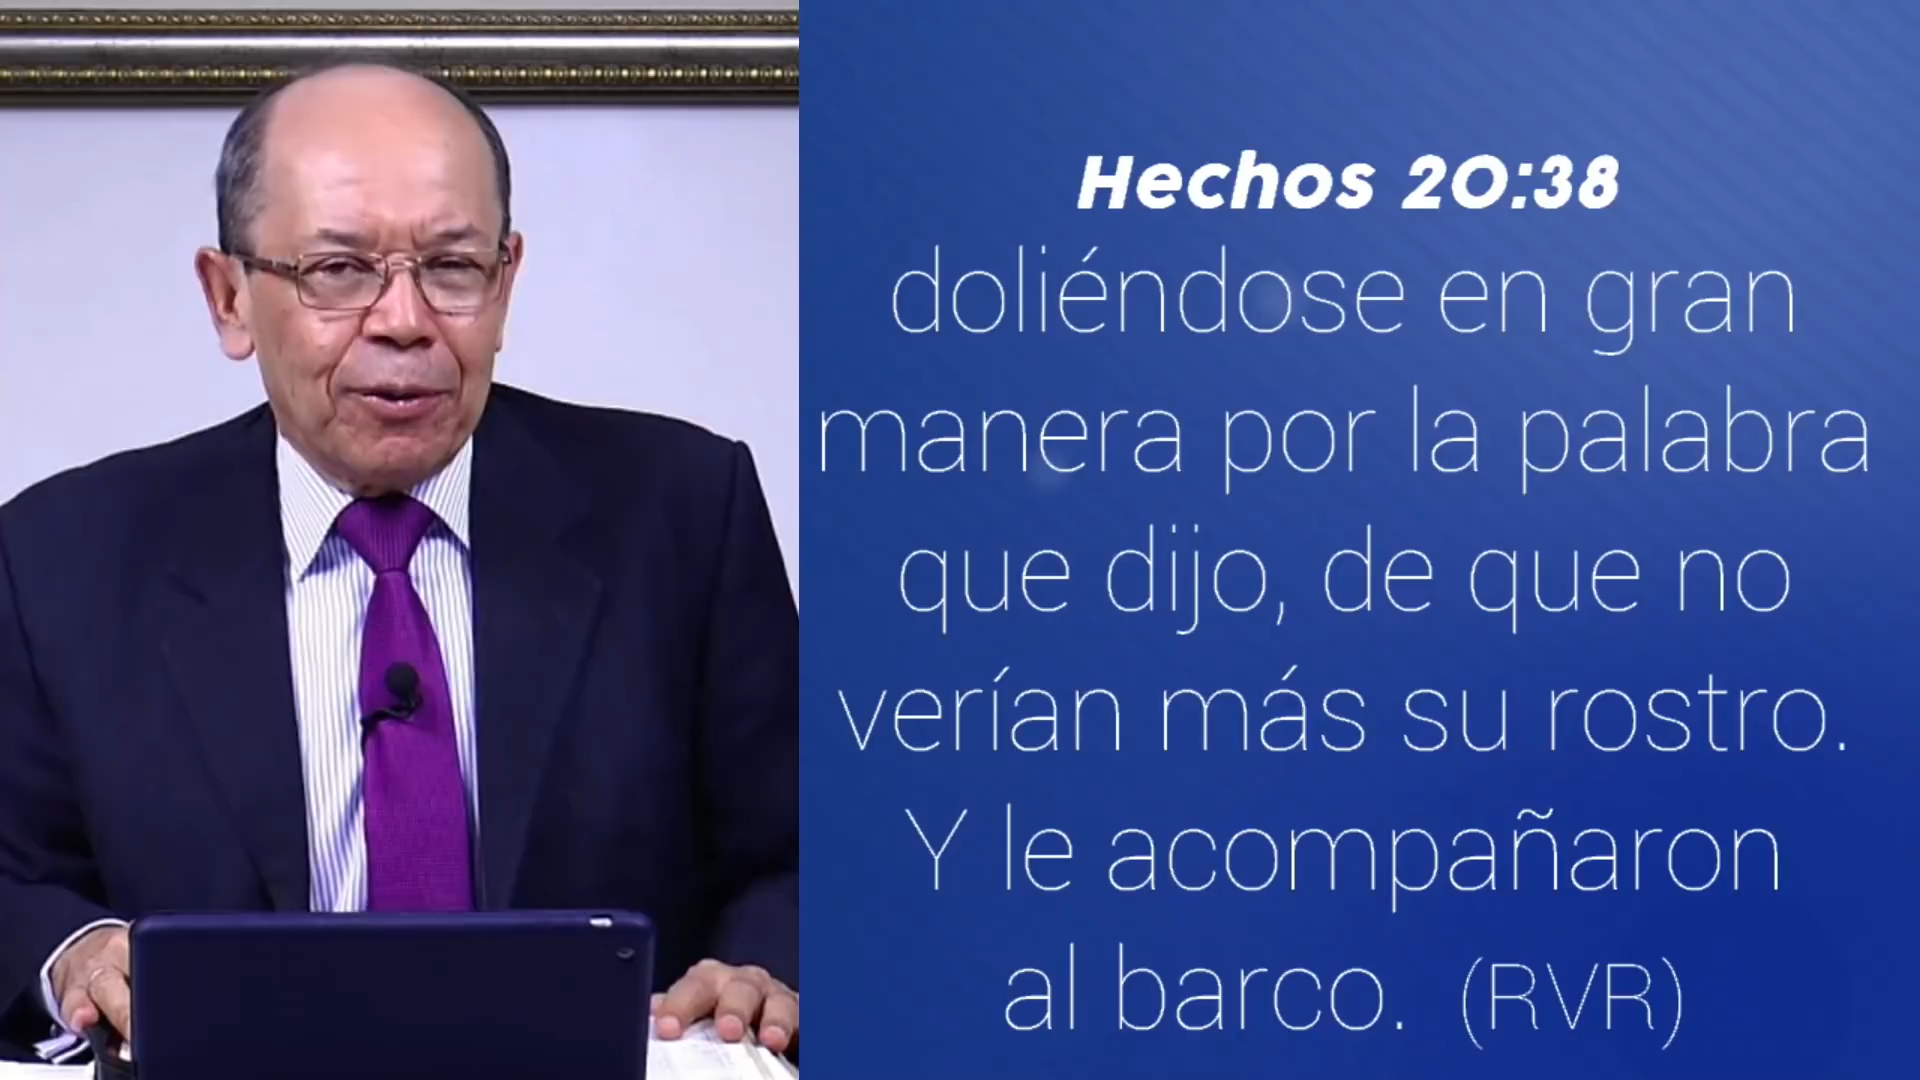 Hechos 20:38
doliéndose en gran
manera por la palabra
que dijo, de que no
verían más su rostro.
Y le acompañaron
al barco. (RVR)